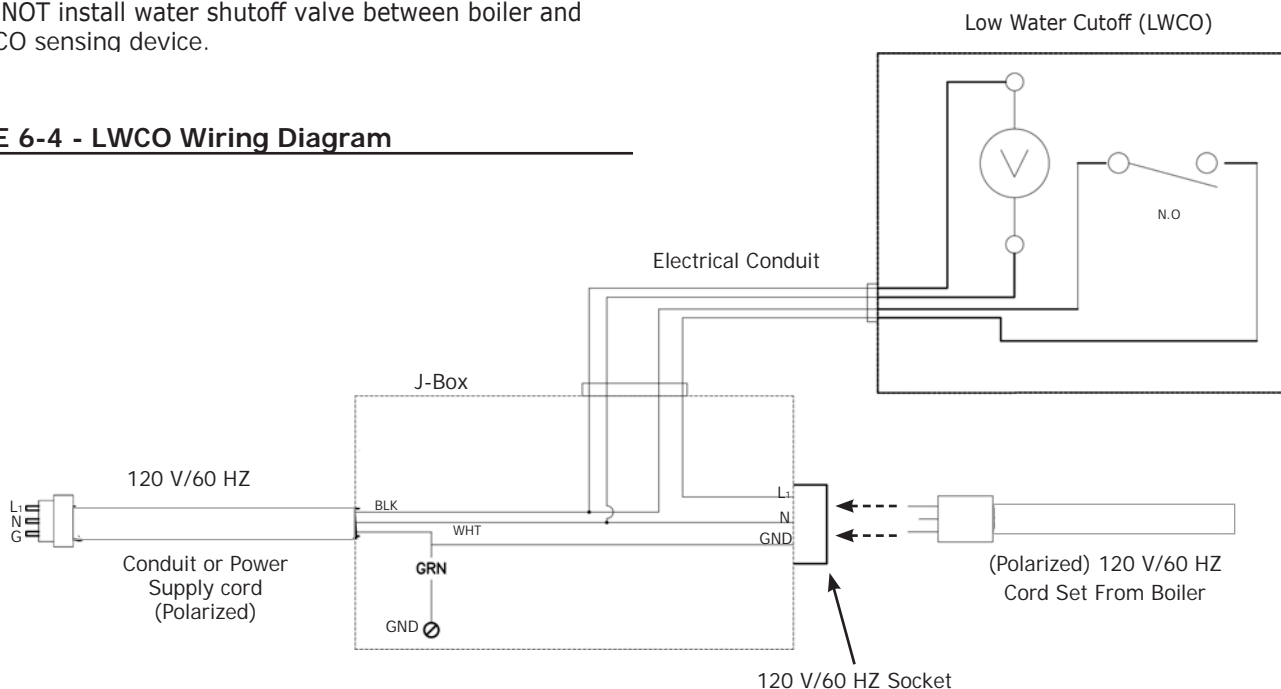 NOT install water shutoff valve between boiler and
CO sensing device.
Low Water Cutoff (LWCO)
E 6-4 - LWCO Wiring Diagram
V
N.O
Electrical Conduit
J-Box
120 V/60 HZ
L1
N
G
BLK
WHT
L1
N
GND
GRN
GND
Conduit or Power
Supply cord
(Polarized)
(Polarized) 120 V/60 HZ
Cord Set From Boiler
120 V/60 HZ Socket